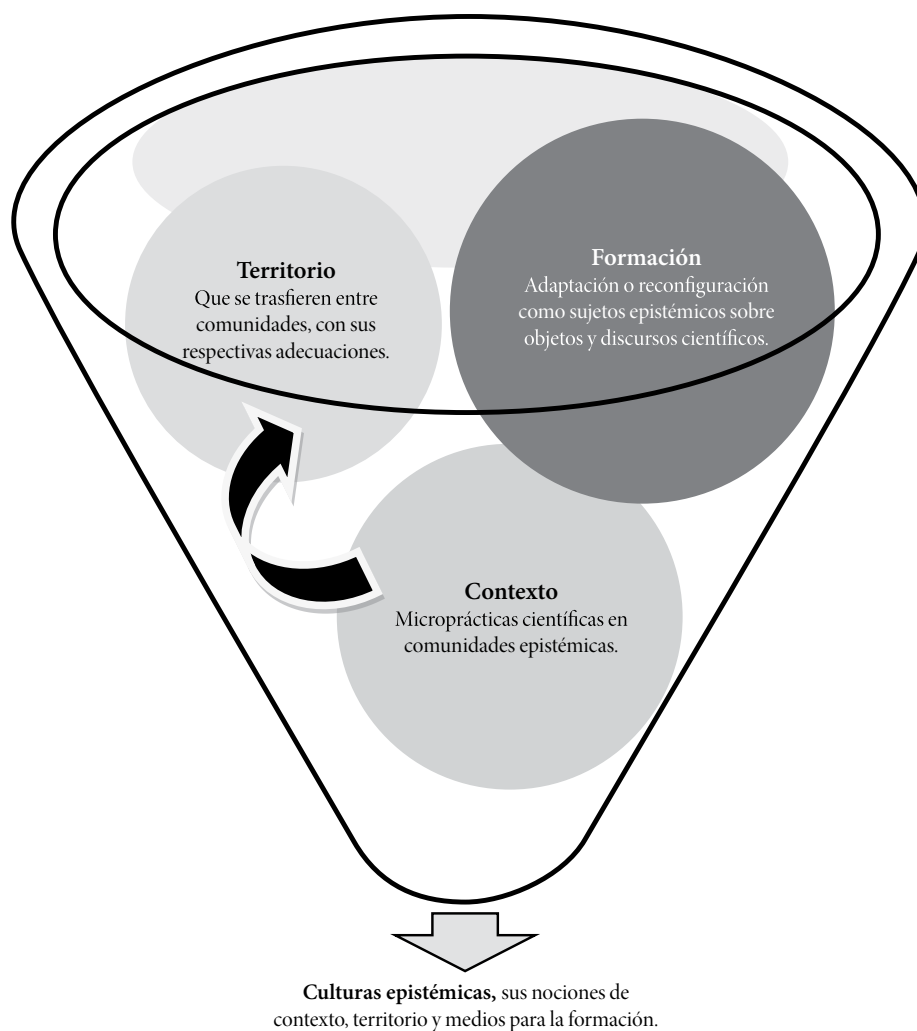 Territorio
Que se trasfieren entre
comunidades, con sus
respectivas adecuaciones.
Formación
Adaptación o reconfiguración
como sujetos epistémicos sobre
objetos y discursos científicos.
Contexto
Microprácticas científicas en
comunidades epistémicas.
Culturas epistémicas, sus nociones de
contexto, territorio y medios para la formación.